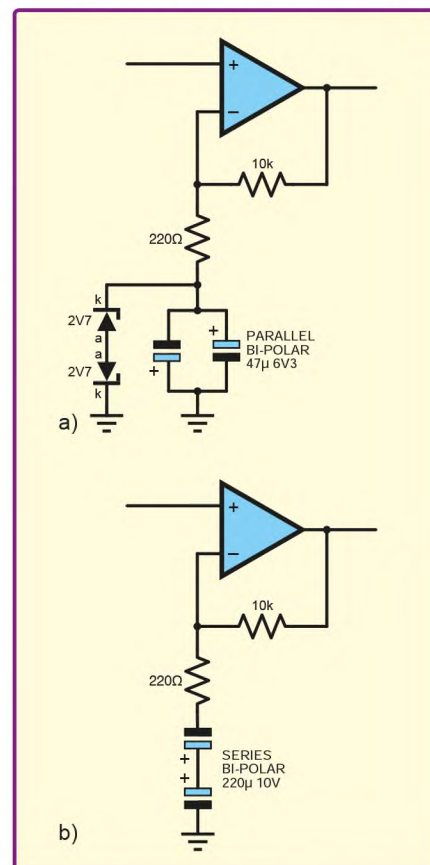 +
−
10k
220Ω
k
2V7
a
a
2V7
k
+
+
PARALLEL
BI-POLAR
47µ 6V3
a)
+
−
10k
220Ω
+
+
SERIES
BI-POLAR
220µ 10V
b)